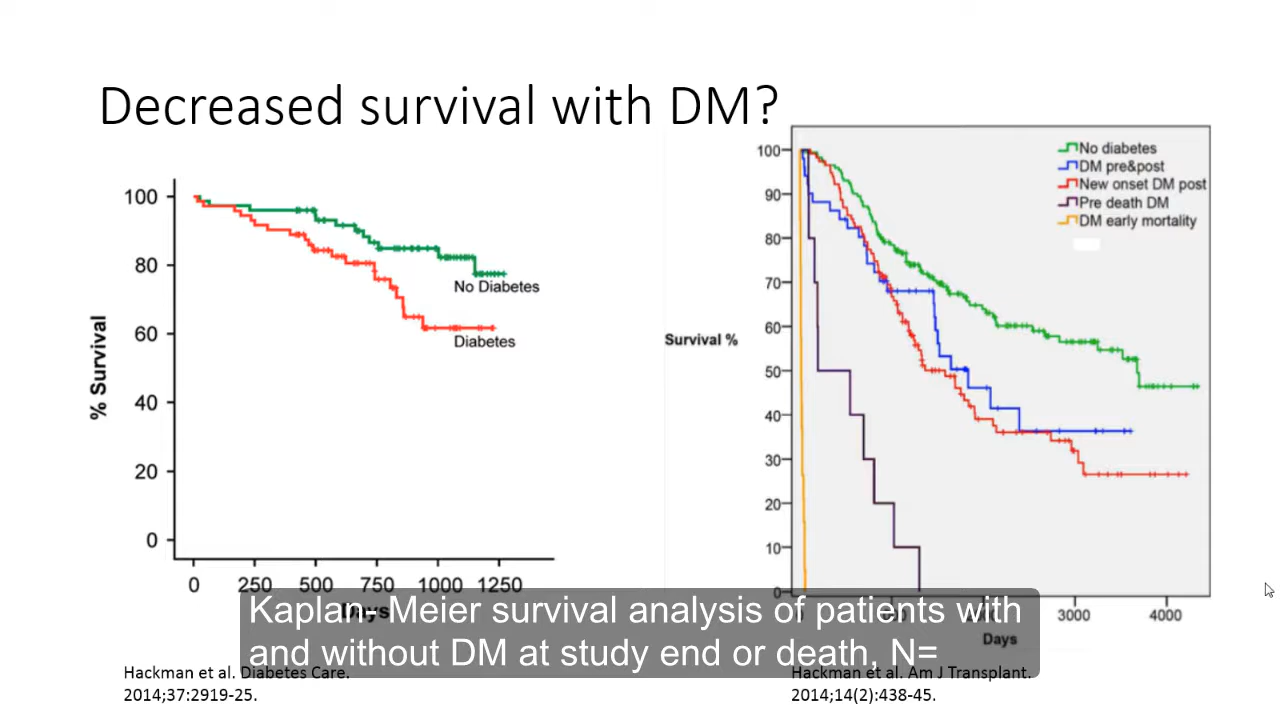 Decreased survival with DM?
100
80
60
40
20
0
% Survival
No Diabetes
Diabetes
0 250 500 750 1000 1250
Days
Survival %
100
90
80
70
60
50
40
30
20
10
0
No diabetes
DM pre&post
New onset DM post
Pre death DM
DM early mortality
3000 4000
Days
Kaplan- Meier survival analysis of patients with
and without DM at study end or death, N=
Hackman et al. Diabetes Care.
2014;37:2919-25.
Hackman et al. Am J Transplant.
2014;14(2):438-45.